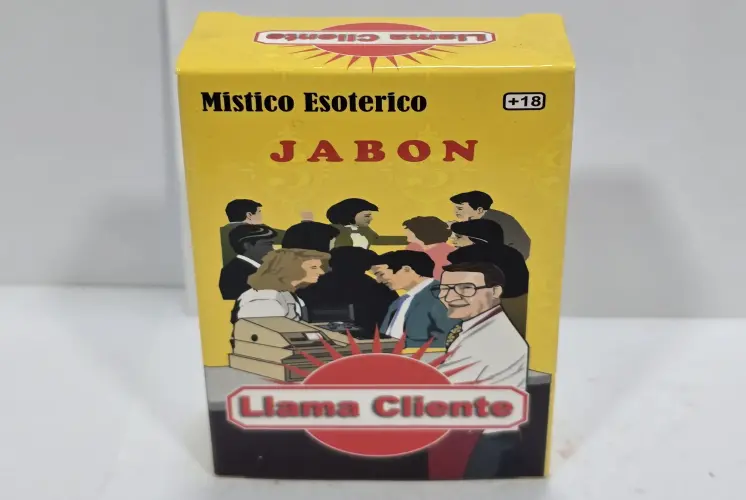 Llama Cliente
Mistico Esoterico
+18
JABON
Llama Cliente